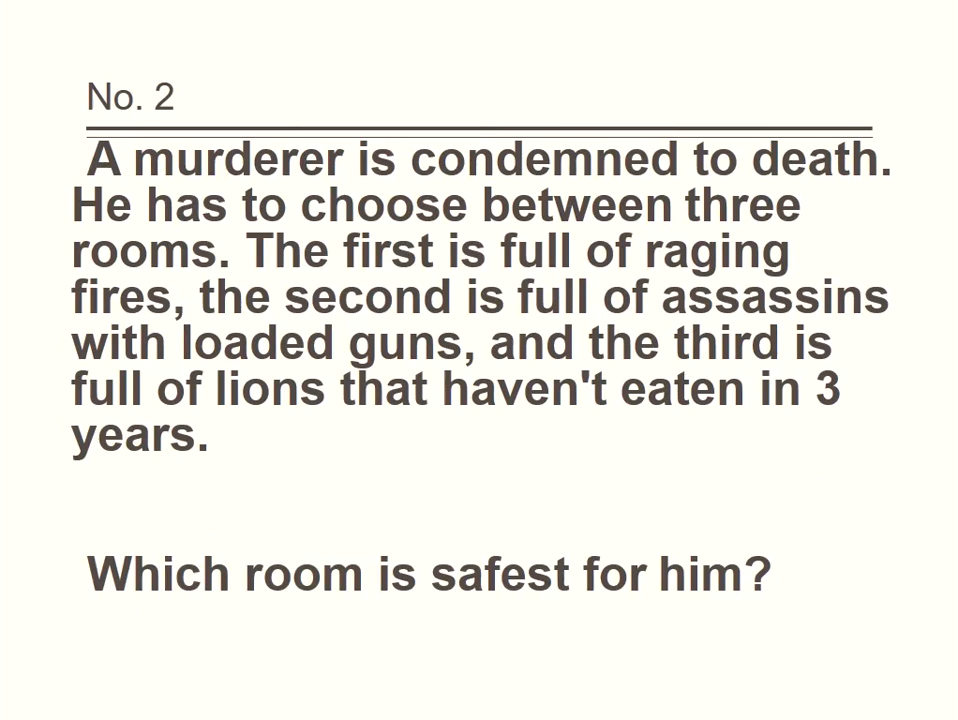 No. 2
A murderer is condemned to death.
He has to choose between three
rooms. The first is full of raging
fires, the second is full of assassins
with loaded guns, and the third is
full of lions that haven't eaten in 3
years.
Which room is safest for him?